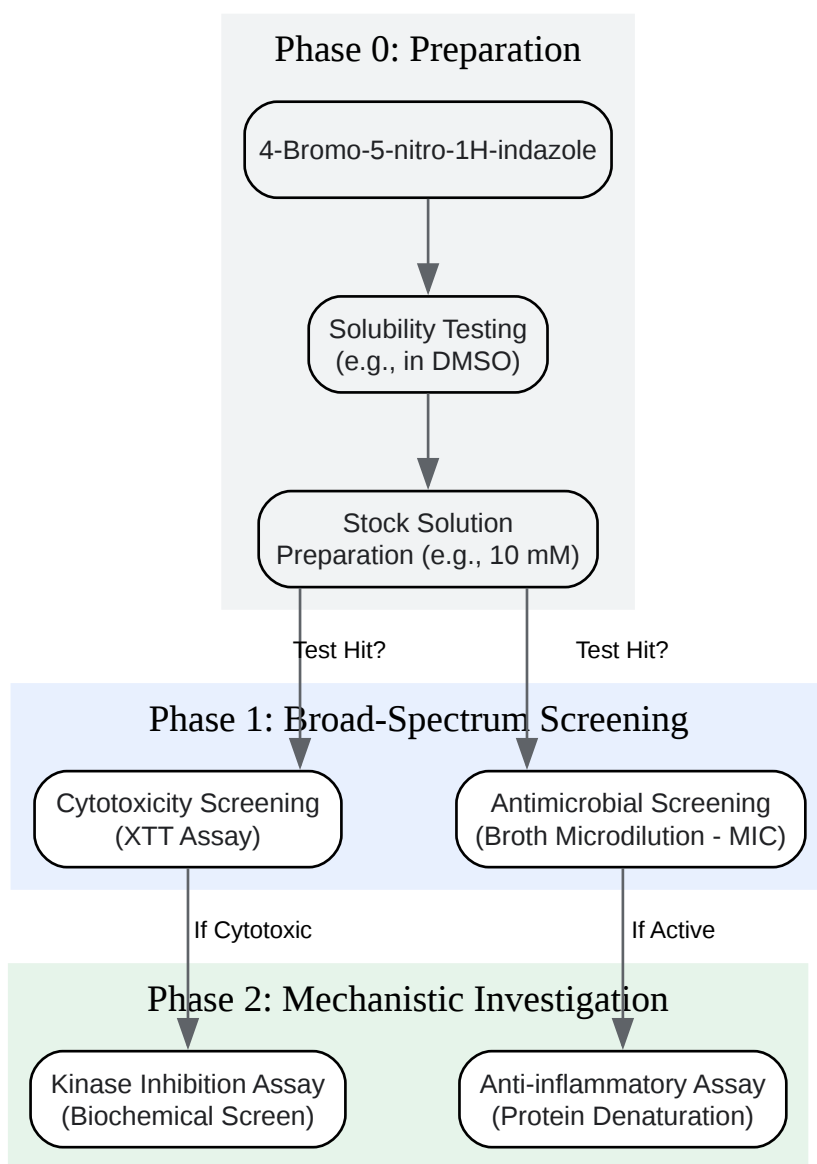 Phase 0: Preparation
4-Bromo-5-nitro-1H-indazole
Solubility Testing
(e.g., in DMSO)
Stock Solution
Preparation (e.g., 10 mM)
Test Hit?
Test Hit?
Phase 1: Broad-Spectrum Screening
Cytotoxicity Screening
(XTT Assay)
Antimicrobial Screening
(Broth Microdilution - MIC)
If Cytotoxic
If Active
Phase 2: Mechanistic Investigation
Kinase Inhibition Assay
(Biochemical Screen)
Anti-inflammatory Assay
(Protein Denaturation)